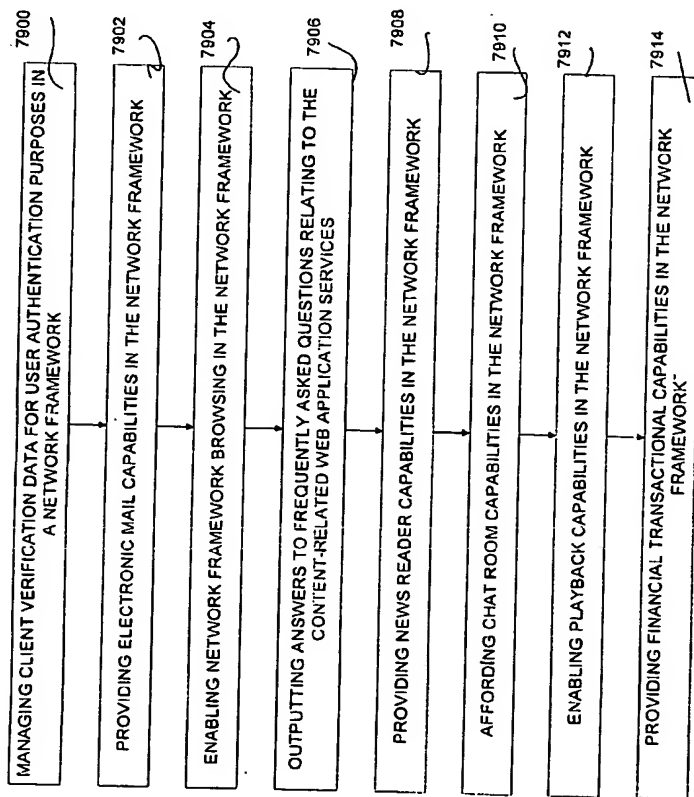 7900
MANAGING CLIENT VERIFICATION DATA FOR USER AUTHENTICATION PURPOSES IN
A NETWORK FRAMEWORK
7902
PROVIDING ELECTRONIC MAIL CAPABILITIES IN THE NETWORK FRAMEWORK
7904
ENABLING NETWORK FRAMEWORK BROWSING IN THE NETWORK FRAMEWORK
7906
OUTPUTTING ANSWERS TO FREQUENTLY ASKED QUESTIONS RELATING TO THE
CONTENT-RELATED WEB APPLICATION SERVICES
7908
PROVIDING NEWS READER CAPABILITIES IN THE NETWORK FRAMEWORK
7910
AFFORDING CHAT ROOM CAPABILITIES IN THE NETWORK FRAMEWORK
7912
ENABLING PLAYBACK CAPABILITIES IN THE NETWORK FRAMEWORK
7914
PROVIDING FINANCIAL TRANSACTIONAL CAPABILITIES IN THE NETWORK
FRAMEWORK